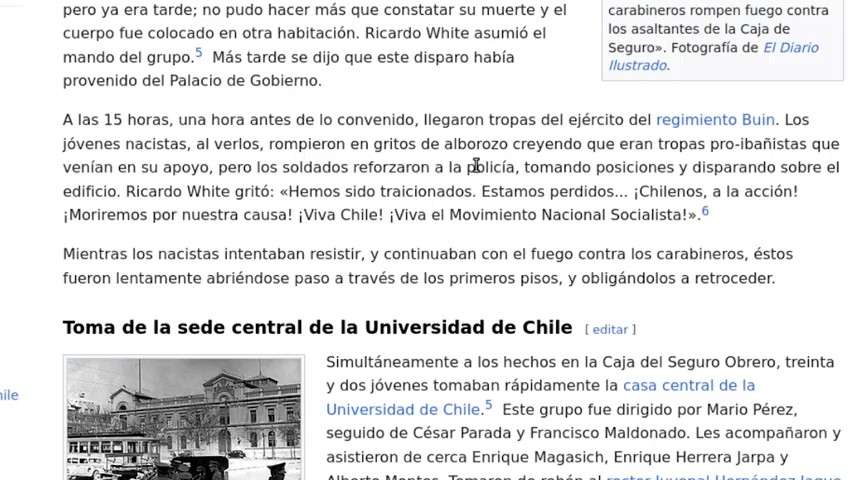 pero ya era tarde; no pudo hacer más que constatar su muerte y el
cuerpo fue colocado en otra habitación. Ricardo White asumió el
mando del grupo.5 Más tarde se dijo que este disparo había
provenido del Palacio de Gobierno.
carabineros rompen fuego contra
los asaltantes de la Caja de
Seguro». Fotografía de El Diario
Ilustrado.
A las 15 horas, una hora antes de lo convenido, llegaron tropas del ejército del regimiento Buin. Los
jóvenes nacistas, al verlos, rompieron en gritos de alborozo creyendo que eran tropas pro-ibañistas que
venían en su apoyo, pero los soldados reforzaron a la policía, tomando posiciones y disparando sobre el
edificio. Ricardo White gritó: «Hemos sido traicionados. Estamos perdidos... ¡Chilenos, a la acción!
¡Moriremos por nuestra causa! ¡Viva Chile! ¡Viva el Movimiento Nacional Socialista!».6
Mientras los nacistas intentaban resistir, y continuaban con el fuego contra los carabineros, éstos
fueron lentamente abriéndose paso a través de los primeros pisos, y obligándolos a retroceder.
Toma de la sede central de la Universidad de Chile [ editar ]
hile
Simultáneamente a los hechos en la Caja del Seguro Obrero, treinta
y dos jóvenes tomaban rápidamente la casa central de la
Universidad de Chile.5 Este grupo fue dirigido por Mario Pérez,
seguido de César Parada y Francisco Maldonado. Les acompañaron y
asistieron de cerca Enrique Magasich, Enrique Herrera Jarpa y
Alberto Montes. Tomaron de rehén al rector Juvenal Hernández Jaque